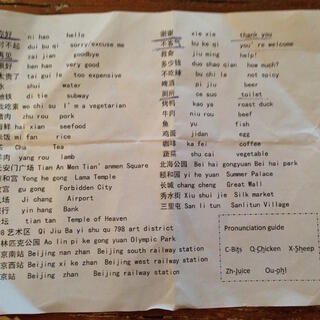 你好 ni hao hello
对不起 dui bu qi sorry/excuse me
再见 zai jian goodbye
很好 ben han very good
太贵了 tai gui le too expensive
水 shui water
地铁 di tie subway
我吃素 wo chi su I'm a vegetarian
猪肉 zhu rou pork
海鲜 hai xian seefood
米饭 mi fan rice
茶 Cha Tea
羊肉 yang rou lamb
天安门广场 Tian An Men Tian'anmen Square
雍和宫 Yong he gong Lama Temple
故宫 gu gong Forbidden City
机场 Ji chang Airport
银行 yin hang Bank
天坛 tian tan Temple of Heaven
798 艺术区 Qi Jiu Ba yi shu qu 798 art district
奥林匹克公园 Ao lin pi ke gong yuan Olympic Park
北京南站 Beijing nan zhan Beijing south railway station
北京西站 Beijing xi ke zhan Beijing west railway station
北京站 Beijing zhan Beijing railway station
谢谢 xie xie thank you
不客气 bu ke qi you're welcome
救命 jiu ming help!
多少钱 duo shao qian how much?
不吃辣 bu chi la not spicy
啤酒 pi jiu beer
厕所 ce suo toilet
烤鸭 kao ya roast duck
牛肉 niu rou beef
鱼 yu fish
鸡蛋 jidan egg
咖啡 ka fei coffee
蔬菜 shu cai vegetable
北海公园 Bei hai gongyuan Bei hai park
颐和园 yi he yuan Summer Palace
长城 chang cheng Great Wall
秀水街 Xiu shui jie Silk Market
三里屯 San li tun Sanlitun Village
Pronunciation guide
C-Bits Q-Chicken X-Sheep
Zh-Juice Ou-phl